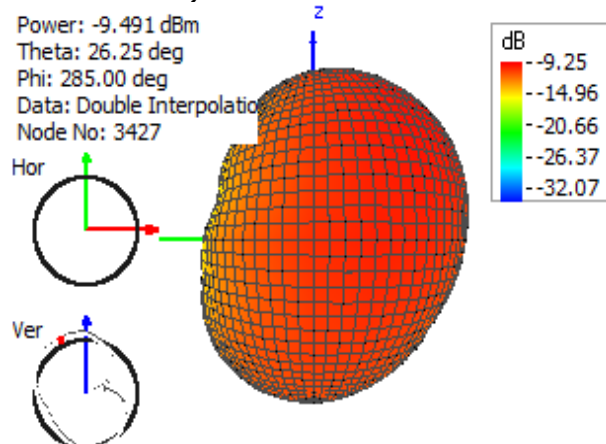 Power: -9.491 dBm
Theta: 26.25 deg
Phi: 285.00 deg
Data: Double Interpolatio
Node No: 3427
Hor
Ver
z
dB
-9.25
-14.96
-20.66
-26.37
-32.07